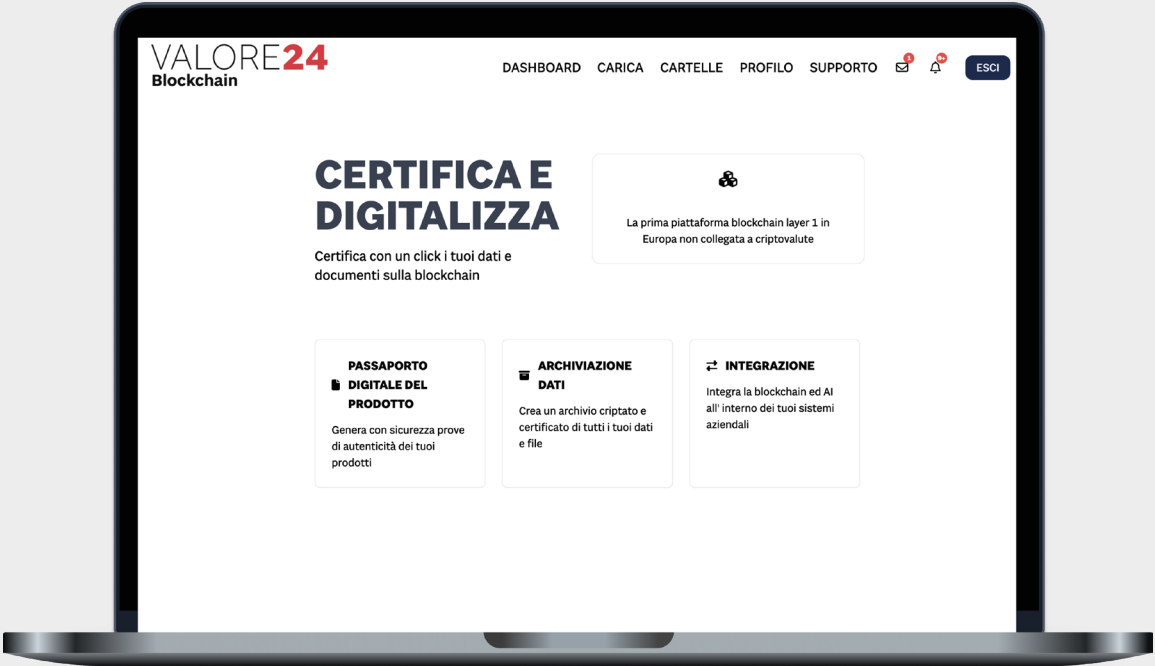 VALORE24
Blockchain
DASHBOARD CARICA CARTELLE PROFILO SUPPORTO 1 9+ ESCI
CERTIFICA E
DIGITALIZZA
Certifica con un click i tuoi dati e
documenti sulla blockchain
La prima piattaforma blockchain layer 1 in
Europa non collegata a criptovalute
PASSAPORTO
DIGITALE DEL
PRODOTTO
Genera con sicurezza prove
di autenticità dei tuoi
prodotti
ARCHIVIAZIONE
DATI
Crea un archivio criptato e
certificato di tutti i tuoi dati
e file
INTEGRAZIONE
Integra la blockchain ed AI
all' interno dei tuoi sistemi
aziendali